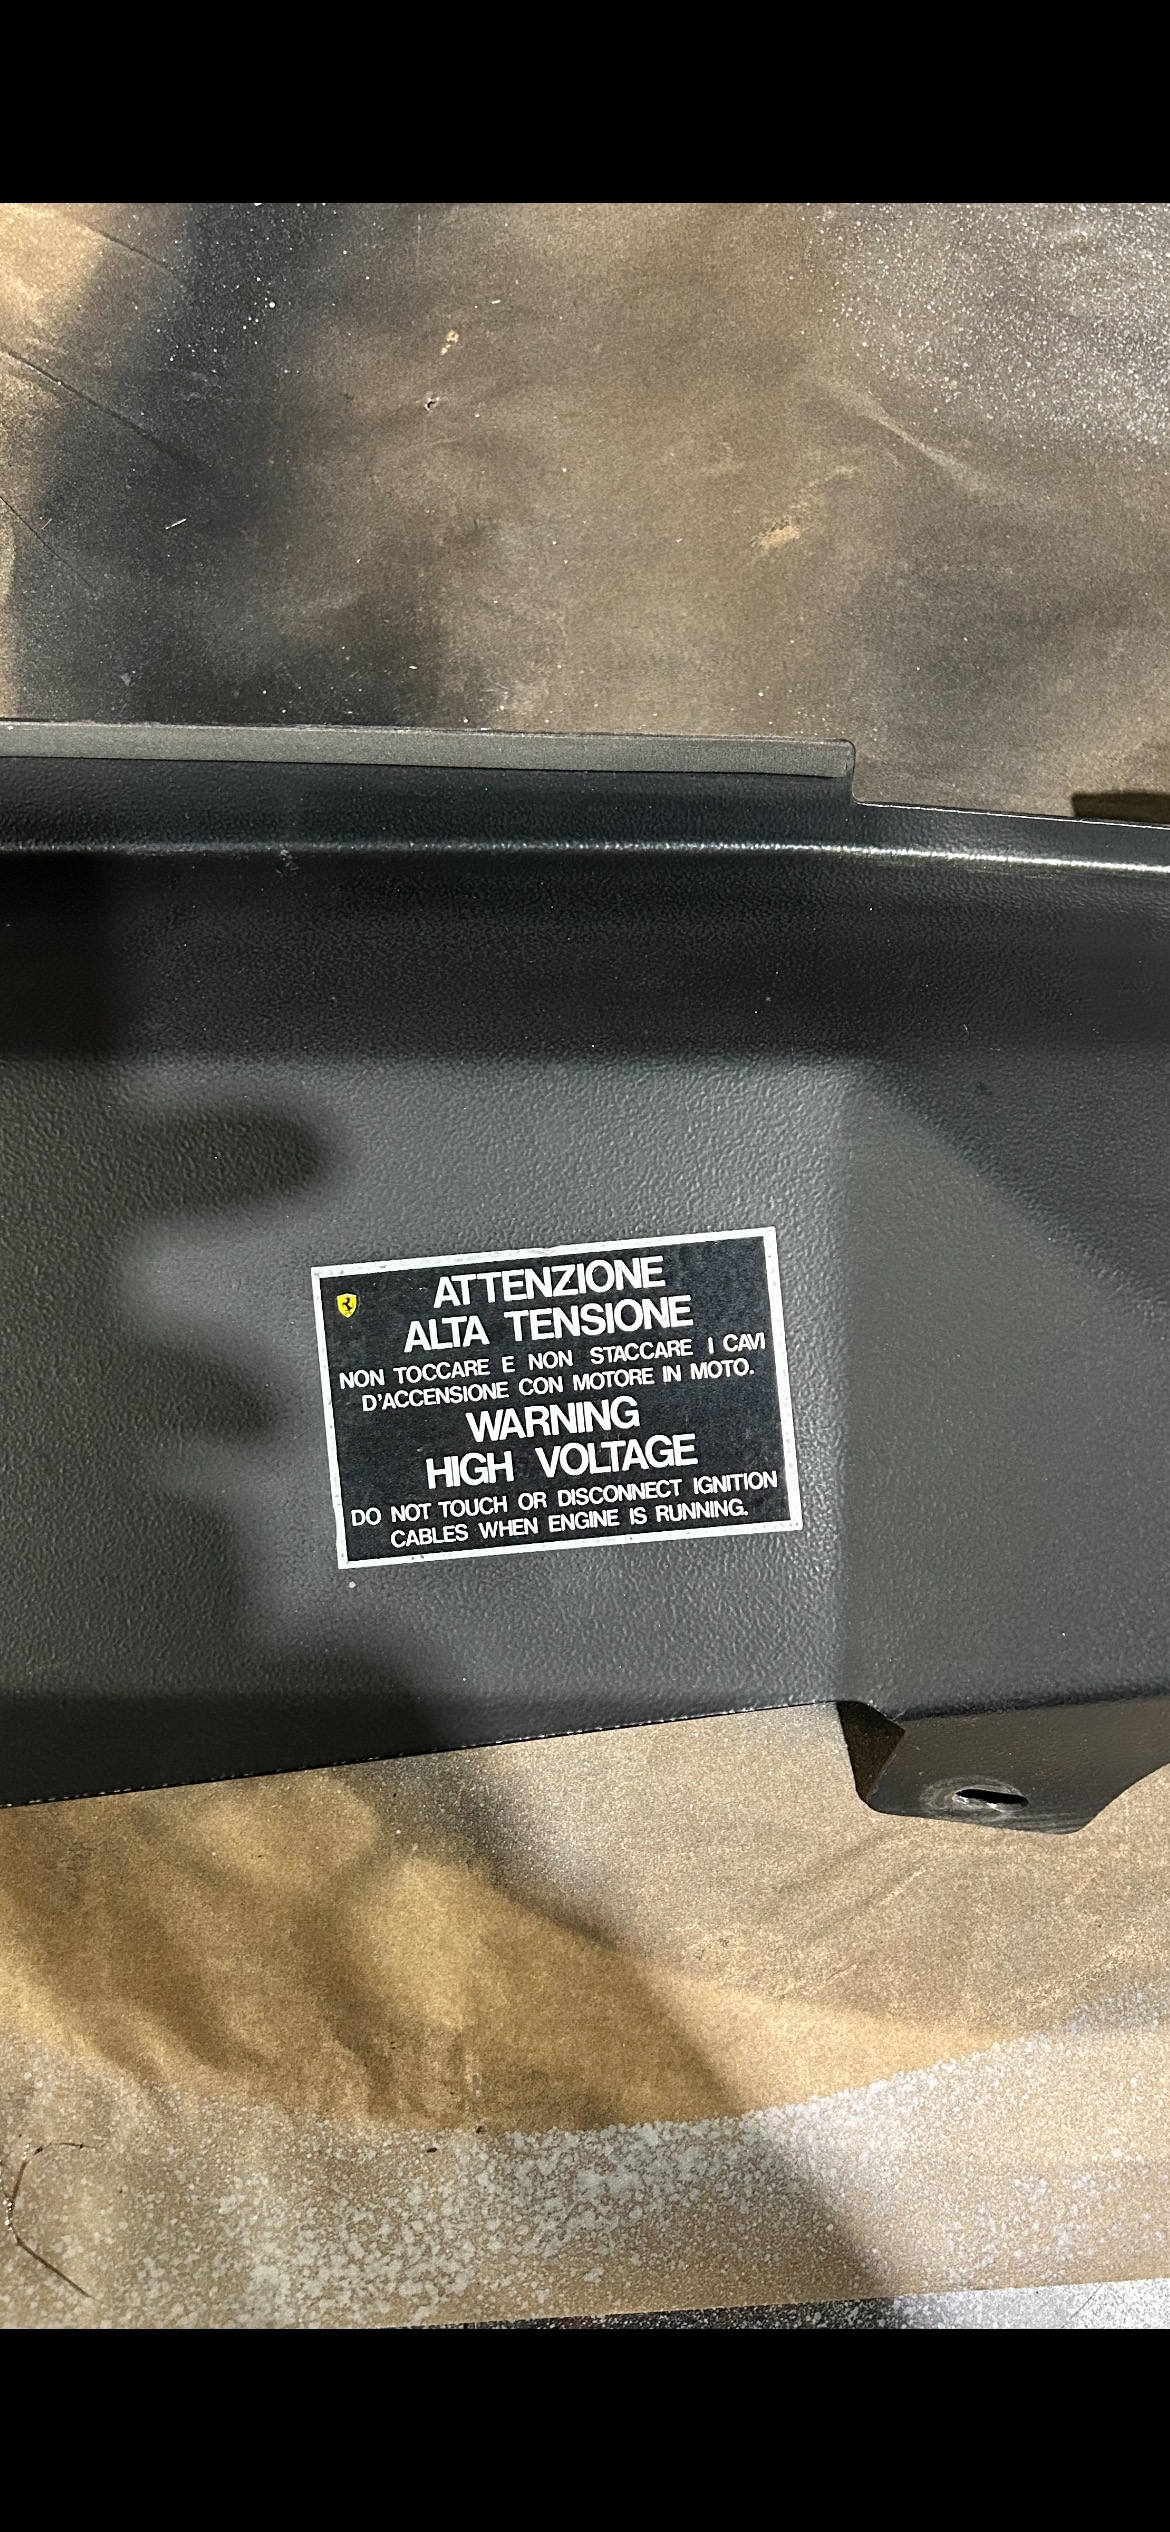 ATTENZIONE
ALTA TENSIONE
NON TOCCARE E NON STACCARE I CAVI
D'ACCENSIONE CON MOTORE IN MOTO.
WARNING
HIGH VOLTAGE
DO NOT TOUCH OR DISCONNECT IGNITION
CABLES WHEN ENGINE IS RUNNING.